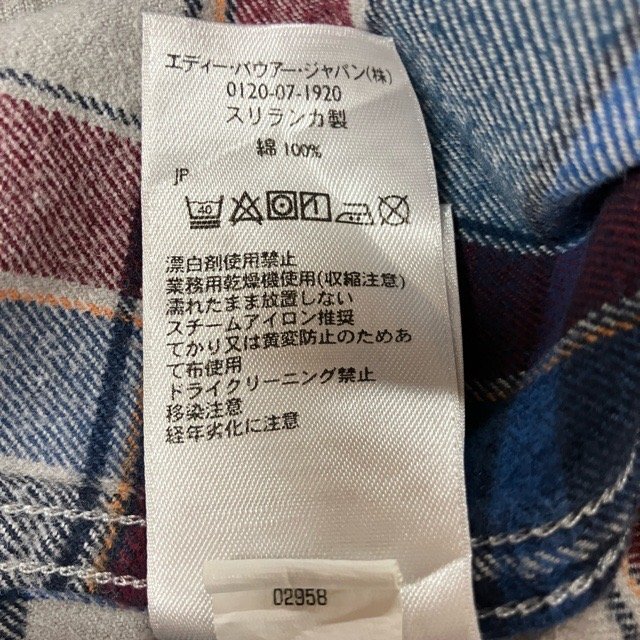 エディー・バウアー・ジャパン(株)
0120-07-1920
スリランカ製
綿 100%
JP
40
漂白剤使用禁止
業務用乾燥機使用(収縮注意)
濡れたまま放置しない
スチームアイロン推奨
てかり又は黄変防止のためあ
て布使用
ドライクリーニング禁止
移染注意
経年劣化に注意
02958